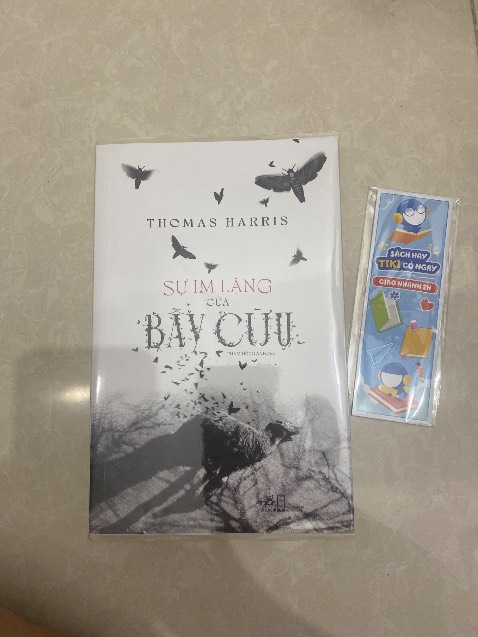 THOMAS HARRIS
SỰ IM LẶNG
CỦA
BẦY CỪU
SÁCH HAY
TIKI CÓ NGAY
GIAO NHANH 2H